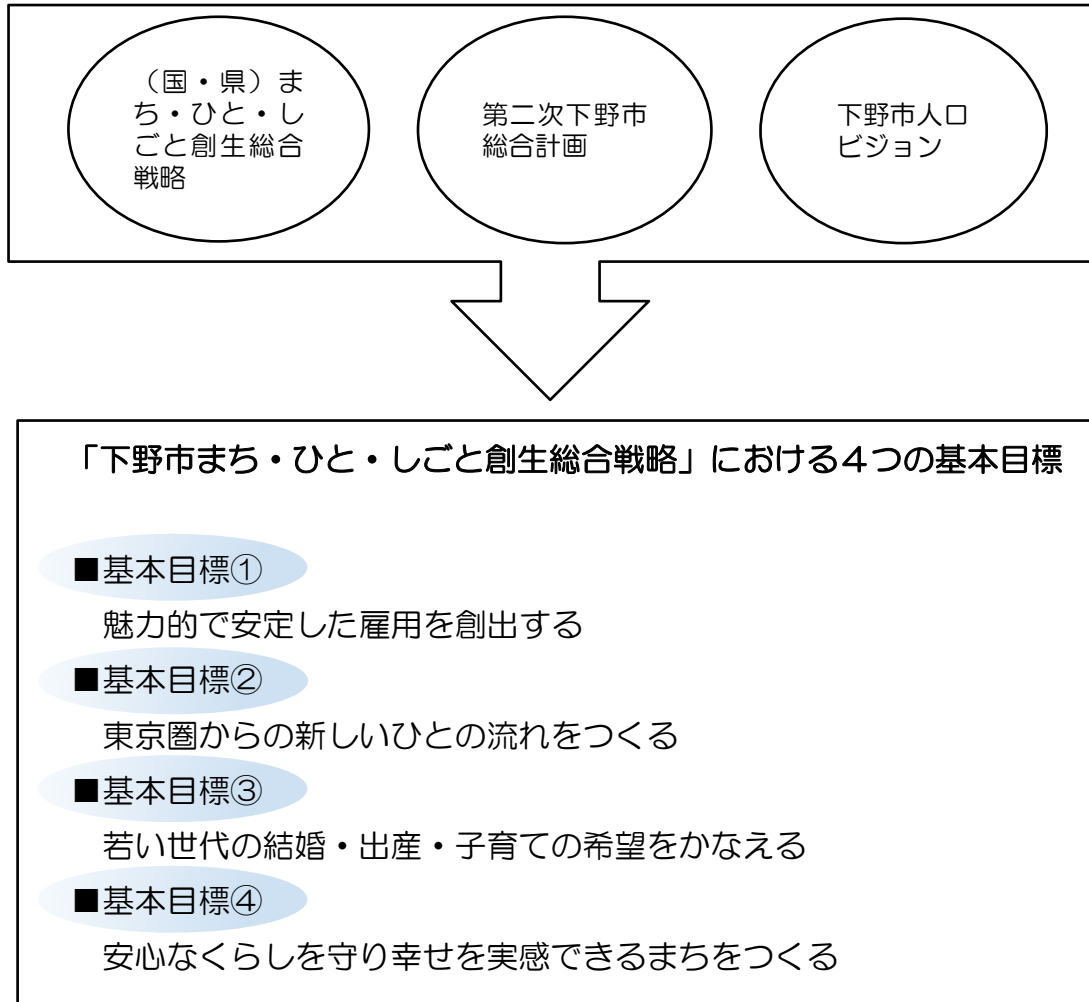 （国・県）ま
ち・ひと・し
ごと創生総合
戦略
第二次下野市
総合計画
下野市人口
ビジョン
「下野市まち・ひと・しごと創生総合戦略」における４つの基本目標
■基本目標①
魅力的で安定した雇用を創出する
■基本目標②
東京圏からの新しいひとの流れをつくる
■基本目標③
若い世代の結婚・出産・子育ての希望をかなえる
■基本目標④
安心なくらしを守り幸せを実感できるまちをつくる